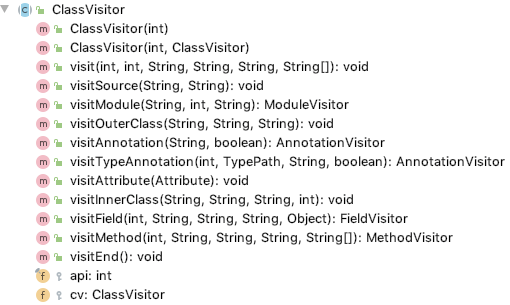 ClassVisitor
ClassVisitor(int)
ClassVisitor(int, ClassVisitor)
visit(int, int, String, String, String, String[]): void
visitSource(String, String): void
visitModule(String, int, String): ModuleVisitor
visitOuterClass(String, String, String): void
visitAnnotation(String, boolean): AnnotationVisitor
visitTypeAnnotation(int, TypePath, String, boolean): AnnotationVisitor
visitAttribute(Attribute): void
visitInnerClass(String, String, String, int): void
visitField(int, String, String, String, Object): FieldVisitor
visitMethod(int, String, String, String, String[]): MethodVisitor
visitEnd(): void
api: int
cv: ClassVisitor